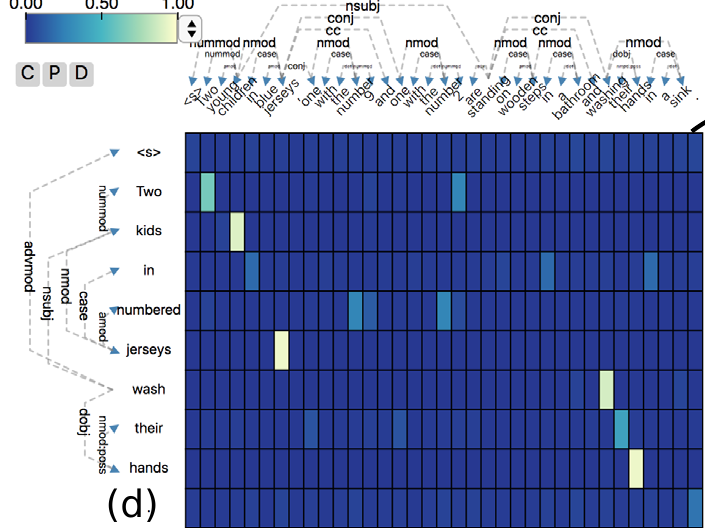 0.00 0.50 1.00
C P D
nsubj
conj conj
cc cc
nummod nmod nmod nmod nmod nmod nmod
nummod case case case case case dobj case
conj
<s> Two young children in blue jerseys , one with the number 9 and one with the number 2 are standing on wooden steps in a bathroom and washing their hands in a sink .
<s>
Two
kids
in
numbered
jerseys
wash
their
hands
advmod
nsubj
nmod
case
amod
nummod
dobj
nmod:poss
(d)